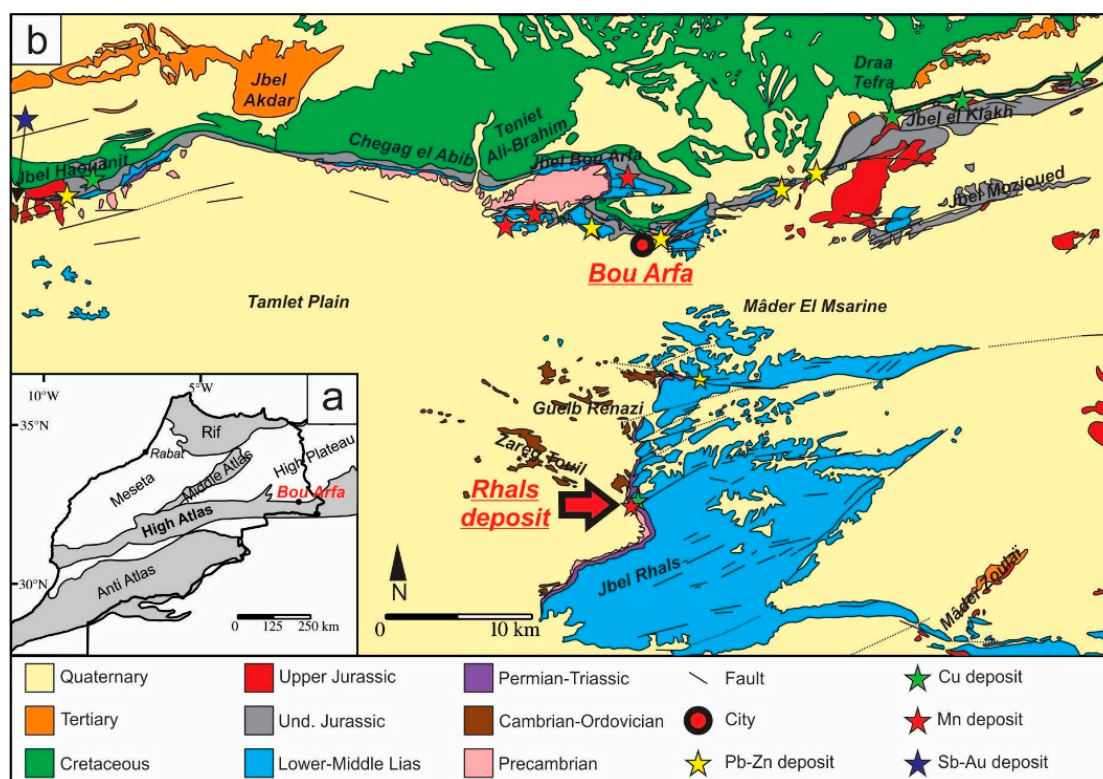 b
Jbel
Akdar
Draa
Tefra
Teniet
Ali-Brahim
Chegag el Abib
Jbel Bou Arfa
Jbel el Klakh
Jbel Haouanit
Jbel Mozioued
Bou Arfa
Tamlet Plain
Mâder El Msarine
Guelb Renazi
Zareg Touil
Rhals
deposit
Jbel Rhals
Mâder Zoulaï
N
0 10 km
a
10°W
5°W
35°N
30°N
Rif
Rabat
Meseta
Middle Atlas
High Plateau
Bou Arfa
High Atlas
Anti Atlas
0 125 250 km
Quaternary
Tertiary
Cretaceous
Upper Jurassic
Und. Jurassic
Lower-Middle Lias
Permian-Triassic
Cambrian-Ordovician
Precambrian
Fault
City
Pb-Zn deposit
Cu deposit
Mn deposit
Sb-Au deposit